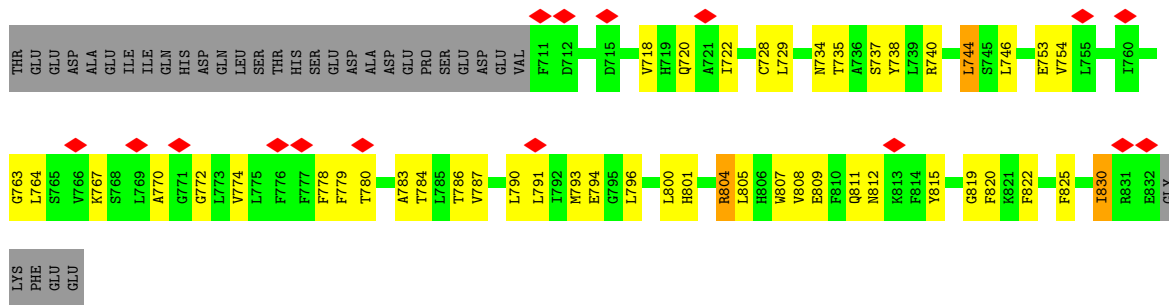 THR GLU GLU ASP ALA GLU ILE ILE GLN HIS ASP GLN LEU SER THR HIS SER GLU ASP ALA ASP GLU PRO SER GLU ASP GLU VAL F711 D712 D715 V718 H719 Q720 A721 I722 C728 L729 N734 T735 A736 S737 Y738 L739 R740 L744 S745 L746 E753 V754 L755 I760
G763 L764 S765 V766 K767 S768 L769 A770 G771 G772 L773 V774 L775 F776 F777 F778 F779 T780 A783 T784 L785 T786 V787 L790 L791 I792 M793 E794 G795 L796 L800 H801 R804 L805 H806 W807 V808 E809 F810 Q811 N812 K813 F814 Y815 G819 F820 K821 F822 F825 I830 R831 E832 GLY
LYS PHE GLU GLU